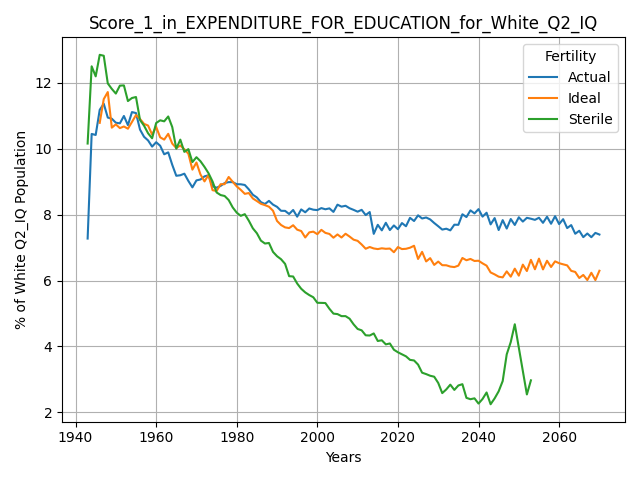 Score_1_in_EXPENDITURE_FOR_EDUCATION_for_White_Q2_IQ
Fertility
Actual
Ideal
Sterile
% of White Q2_IQ Population
12
10
8
6
4
2
1940
1960
1980
2000
2020
2040
2060
Years